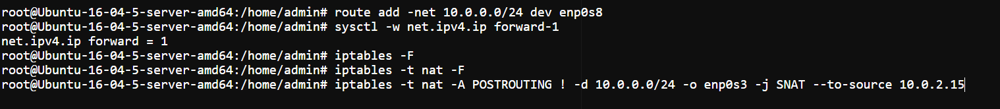 root@Ubuntu-16-04-5-server-amd64:/home/admin# route add -net 10.0.0.0/24 dev enp0s8
root@Ubuntu-16-04-5-server-amd64:/home/admin# sysctl -w net.ipv4.ip forward-1
net.ipv4.ip forward = 1
root@Ubuntu-16-04-5-server-amd64:/home/admin# iptables -F
root@Ubuntu-16-04-5-server-amd64:/home/admin# iptables -t nat -F
root@Ubuntu-16-04-5-server-amd64:/home/admin# iptables -t nat -A POSTROUTING ! -d 10.0.0.0/24 -o enp0s3 -j SNAT --to-source 10.0.2.15